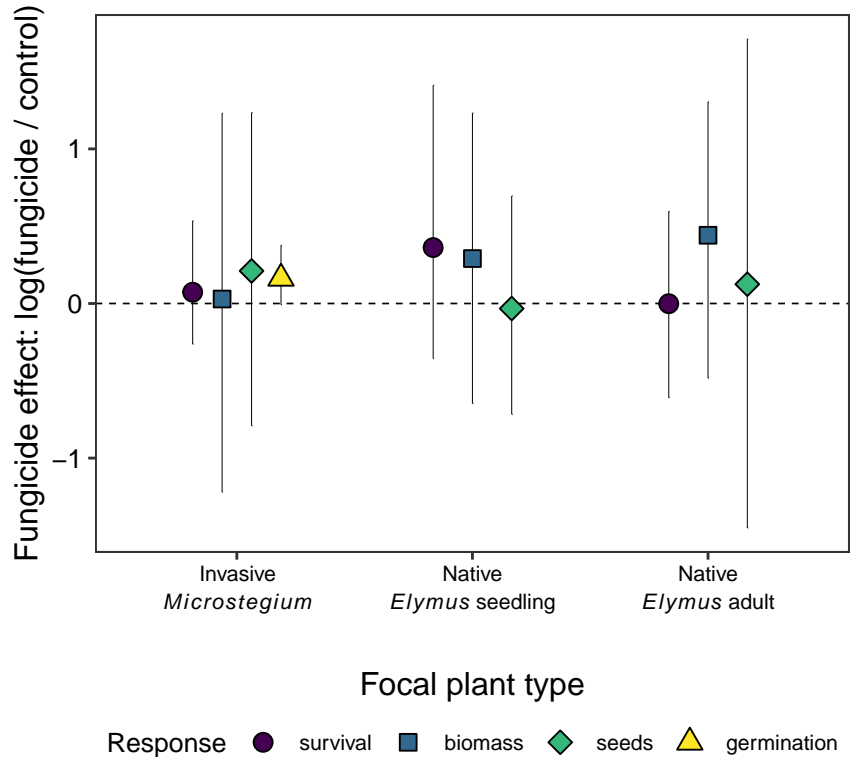 Fungicide effect: log(fungicide / control)
1
0
−1
Invasive
Microstegium
Native
Elymus seedling
Native
Elymus adult
Focal plant type
Response survival biomass seeds germination